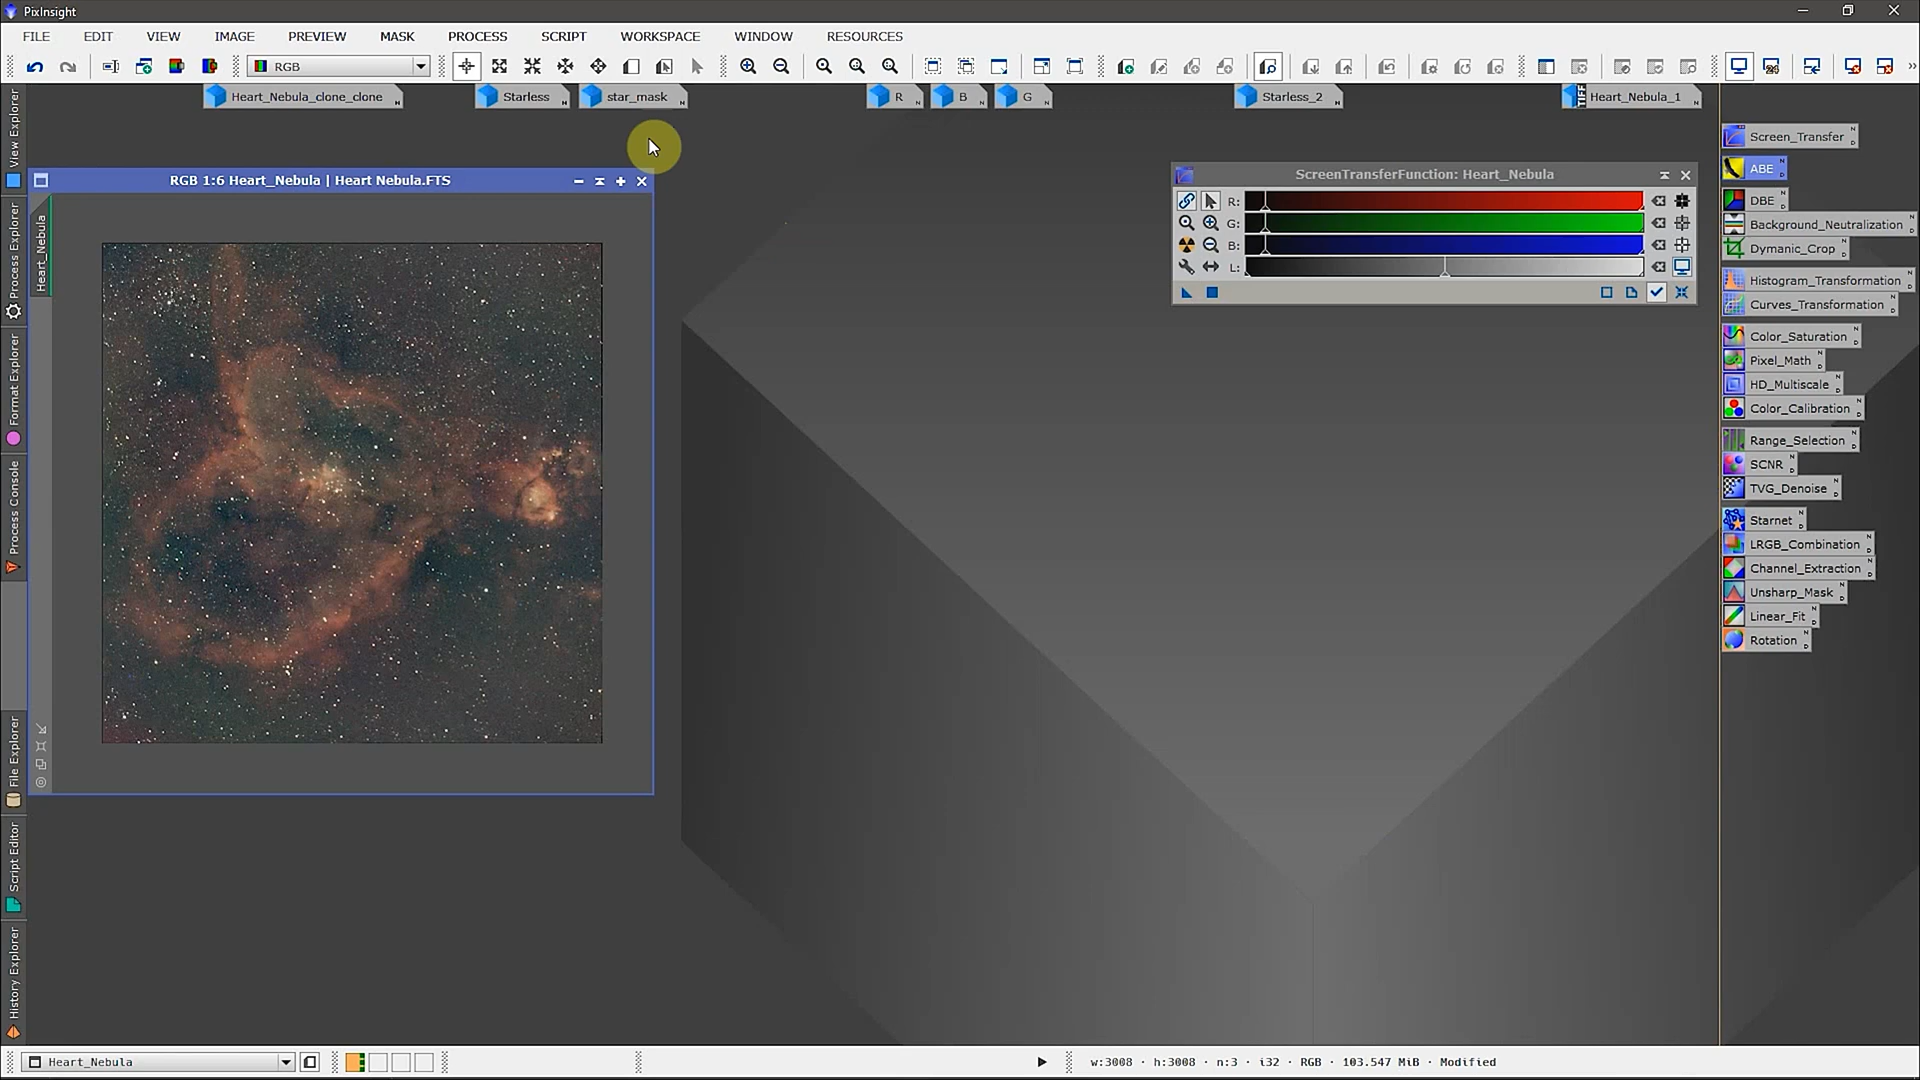 PixInsight
FILE EDIT VIEW IMAGE PREVIEW MASK PROCESS SCRIPT WORKSPACE WINDOW RESOURCES
RGB
Heart_Nebula_clone_clone
Starless
star_mask
R
B
G
Starless_2
Heart_Nebula_1
View Explorer
Process Explorer
Format Explorer
Process Console
File Explorer
Script Editor
History Explorer
RGB 1:6 Heart_Nebula | Heart Nebula.FTS
Heart_Nebula
ScreenTransferFunction: Heart_Nebula
R:
G:
B:
L:
Screen_Transfer
ABE
DBE
Background_Neutralization
Dymanic_Crop
Histogram_Transformation
Curves_Transformation
Color_Saturation
Pixel_Math
HD_Multiscale
Color_Calibration
Range_Selection
SCNR
TVG_Denoise
Starnet
LRGB_Combination
Channel_Extraction
Unsharp_Mask
Linear_Fit
Rotation
Heart_Nebula
w:3008 · h:3008 · n:3 · i32 · RGB · 103.547 MiB · Modified